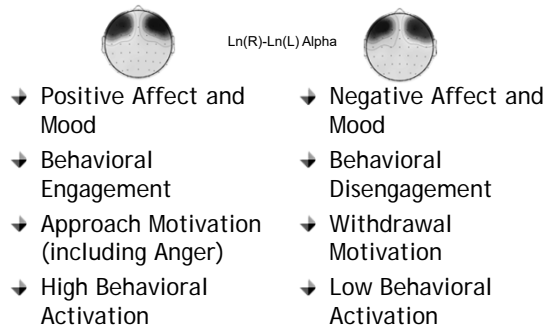 Ln(R)-Ln(L) Alpha
Positive Affect and
Mood
Behavioral
Engagement
Approach Motivation
(including Anger)
High Behavioral
Activation
Negative Affect and
Mood
Behavioral
Disengagement
Withdrawal
Motivation
Low Behavioral
Activation